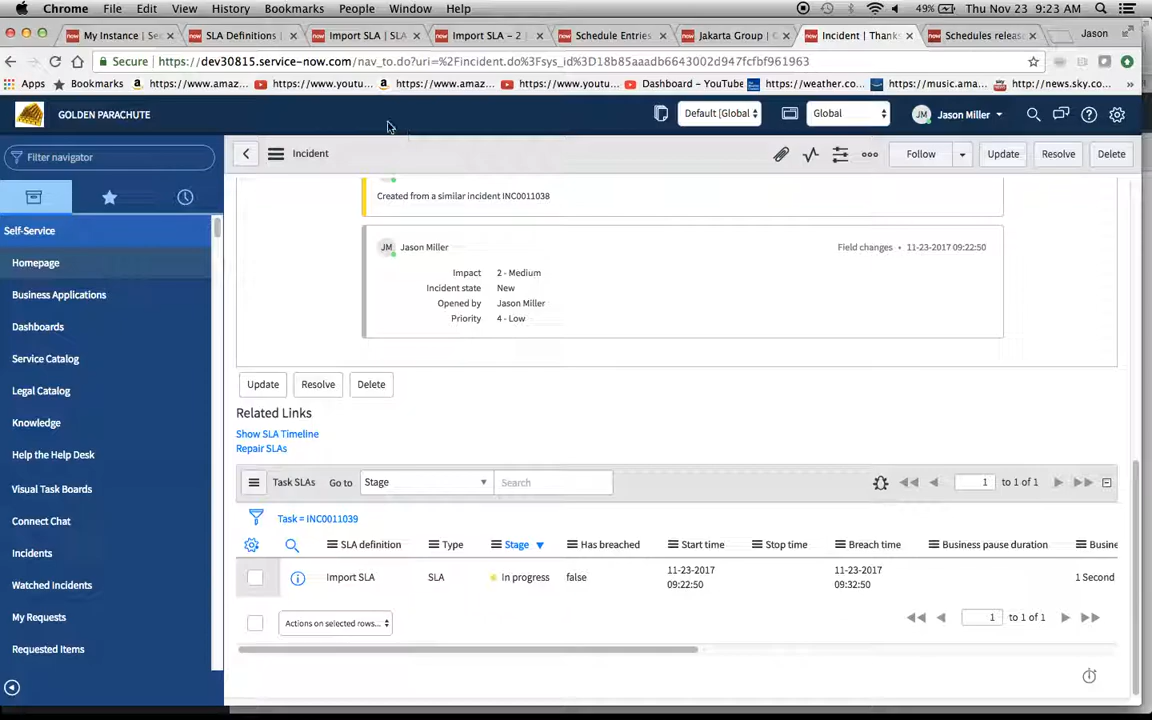 Chrome File Edit View History Bookmarks People Window Help 49% Thu Nov 23 9:23 AM
My Instance | Se SLA Definitions | Import SLA | SLA Import SLA – 2 | Schedule Entries Jakarta Group | G Incident | Thanks Schedules releas Jason
Secure https://dev30815.service-now.com/nav_to.do?uri=%2Fincident.do%3Fsys_id%3D18b85aaadb6643002d947fcfbf961963
Apps Bookmarks https://www.amaz... https://www.youtu... https://www.amaz... https://www.youtu... Dashboard - YouTube https://weather.co... https://music.ama... http://news.sky.co... »
GOLDEN PARACHUTE Default [Global Global JM Jason Miller
Filter navigator Incident Follow Update Resolve Delete
Created from a similar incident INC0011038
Self-Service
JM Jason Miller Field changes • 11-23-2017 09:22:50
Homepage
Impact 2 - Medium
Incident state New
Business Applications
Opened by Jason Miller
Priority 4 - Low
Dashboards
Service Catalog
Update Resolve Delete
Legal Catalog
Related Links
Knowledge
Show SLA Timeline
Repair SLAs
Help the Help Desk
Task SLAs Go to Stage Search 1 to 1 of 1
Visual Task Boards
Task = INC0011039
Connect Chat
SLA definition Type Stage Has breached Start time Stop time Breach time Business pause duration Busine
Incidents
Import SLA SLA In progress false 11-23-2017 09:22:50 11-23-2017 09:32:50 1 Second
Watched Incidents
My Requests
Actions on selected rows... 1 to 1 of 1
Requested Items